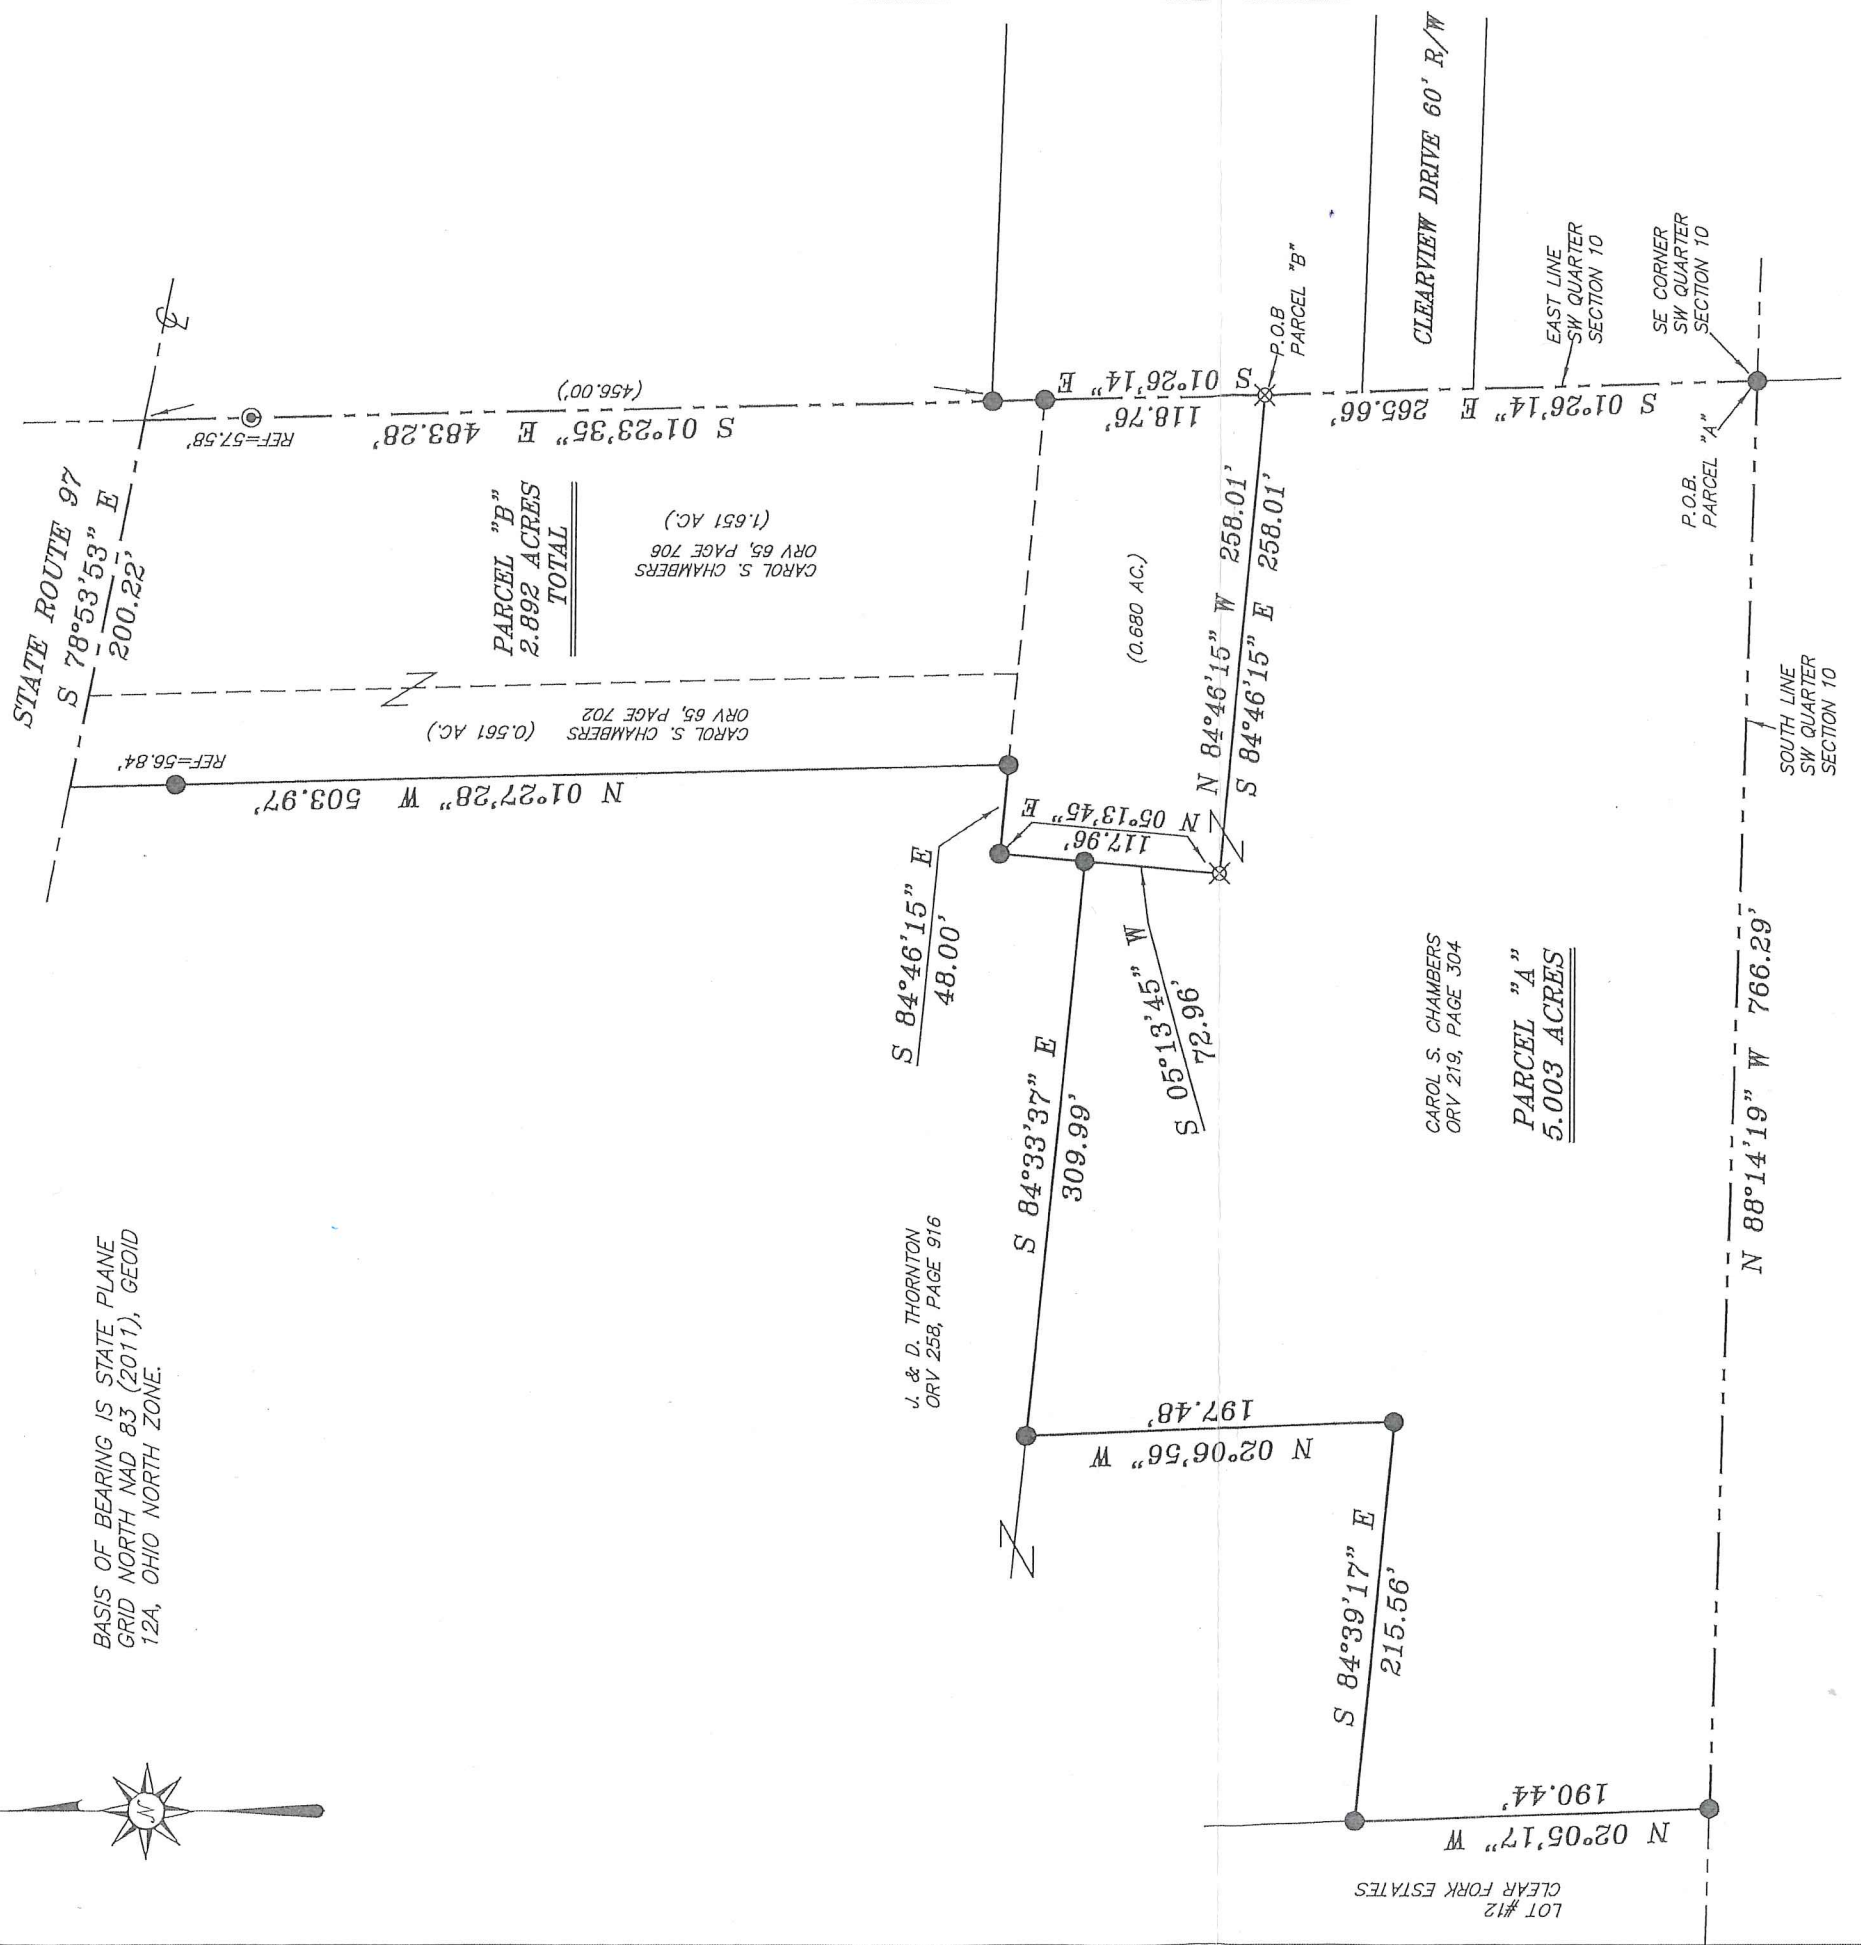 STATE ROUTE 97
S 78°53'53" E
200.22'
REF=57.58'
S 01°23'35" E 483.28'
(456.00')
PARCEL "B"
2.892 ACRES
TOTAL
CAROL S. CHAMBERS
ORV 65, PAGE 706
(1.651 AC.)
CAROL S. CHAMBERS (0.561 AC.)
ORV 65, PAGE 702
REF=56.84'
N 01°27'28" W 503.97'
S 84°46'15" E
48.00'
N 05°13'45" E
117.96'
(0.680 AC.)
S 01°26'14" E
118.76'
P.O.B
PARCEL "B"
N 84°46'15" W 258.01'
S 84°46'15" E 258.01'
CLEARVIEW DRIVE 60' R/W
S 01°26'14" E 265.66'
EAST LINE
SW QUARTER
SECTION 10
SE CORNER
SW QUARTER
SECTION 10
P.O.B.
PARCEL "A"
SOUTH LINE
SW QUARTER
SECTION 10
S 05°13'45" W
72.96'
S 84°33'37" E
309.99'
J. & D. THORNTON
ORV 258, PAGE 916
CAROL S. CHAMBERS
ORV 219, PAGE 304
PARCEL "A"
5.003 ACRES
N 88°14'19" W 766.29'
N 02°06'56" W
197.48'
S 84°39'17" E
215.56'
N 02°05'17" W
190.44'
LOT #12
CLEAR FORK ESTATES
BASIS OF BEARING IS STATE PLANE
GRID NORTH NAD 83 (2011), GEOID
12A, OHIO NORTH ZONE.
N